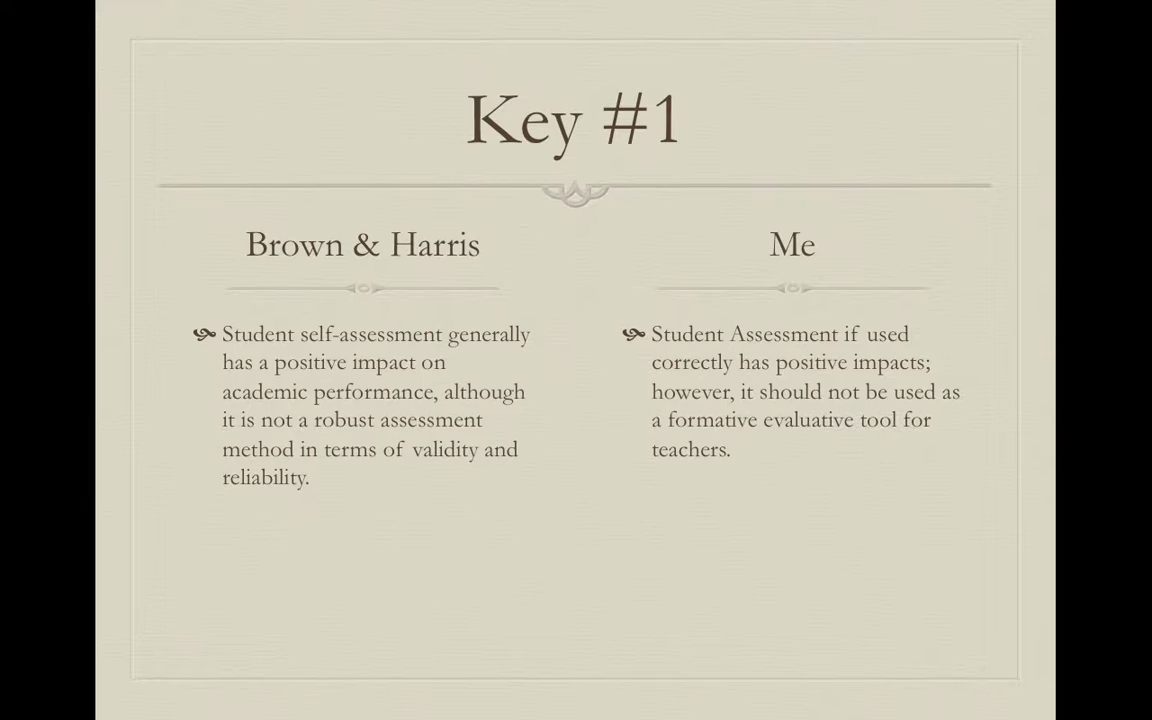 Key #1
Brown & Harris
Student self-assessment generally
has a positive impact on
academic performance, although
it is not a robust assessment
method in terms of validity and
reliability.
Me
Student Assessment if used
correctly has positive impacts;
however, it should not be used as
a formative evaluative tool for
teachers.